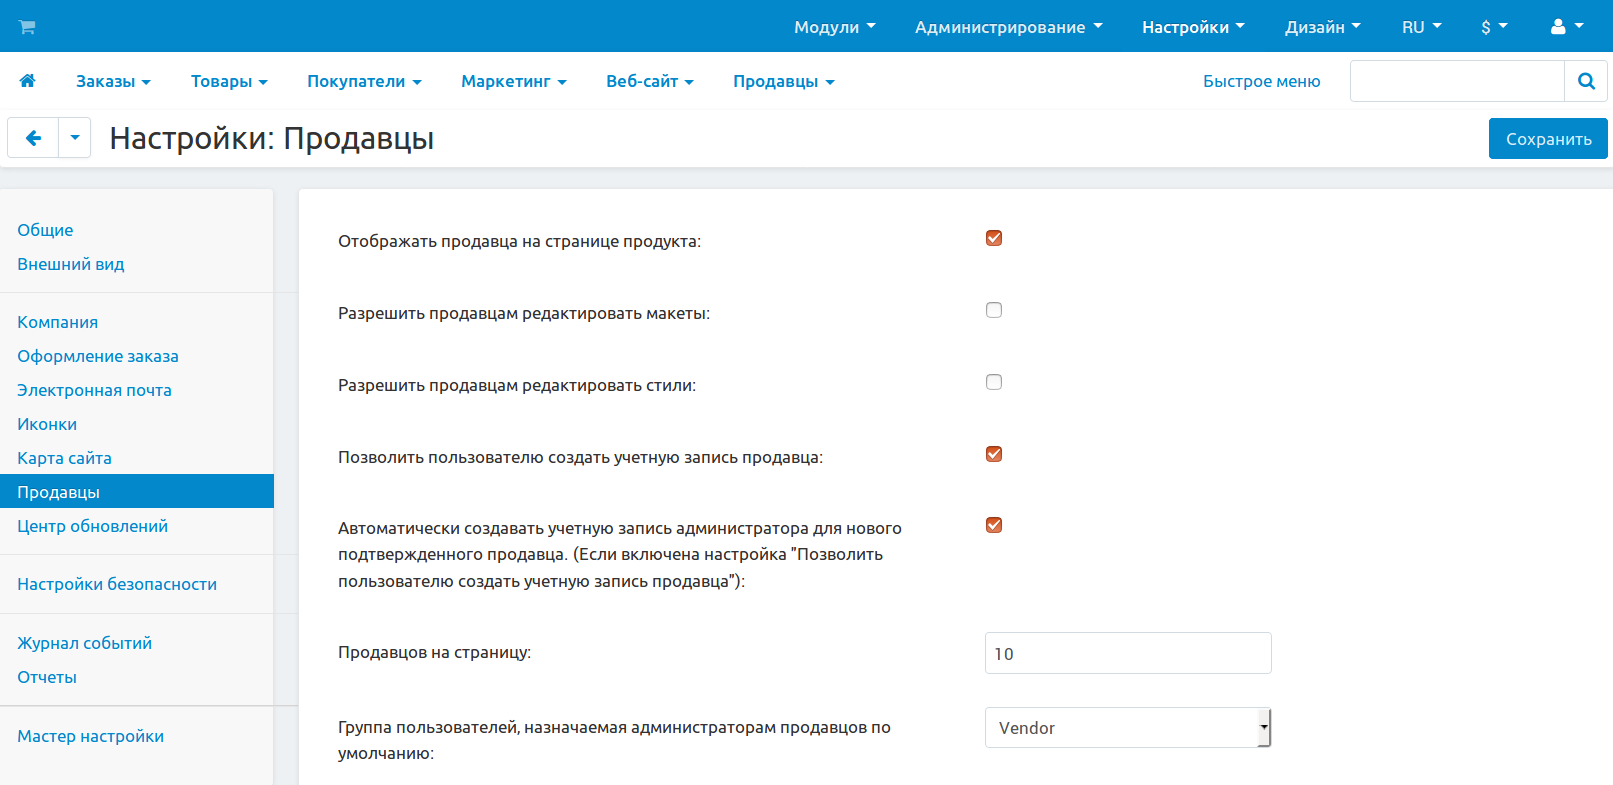 Модули Администрирование Настройки Дизайн RU $
Заказы Товары Покупатели Маркетинг Веб-сайт Продавцы Быстрое меню
Настройки: Продавцы Сохранить
Общие
Внешний вид
Компания
Оформление заказа
Электронная почта
Иконки
Карта сайта
Продавцы
Центр обновлений
Настройки безопасности
Журнал событий
Отчеты
Мастер настройки
Отображать продавца на странице продукта:
Разрешить продавцам редактировать макеты:
Разрешить продавцам редактировать стили:
Позволить пользователю создать учетную запись продавца:
Автоматически создавать учетную запись администратора для нового
подтвержденного продавца. (Если включена настройка "Позволить
пользователю создать учетную запись продавца"):
Продавцов на страницу: 10
Группа пользователей, назначаемая администраторам продавцов по
умолчанию: Vendor